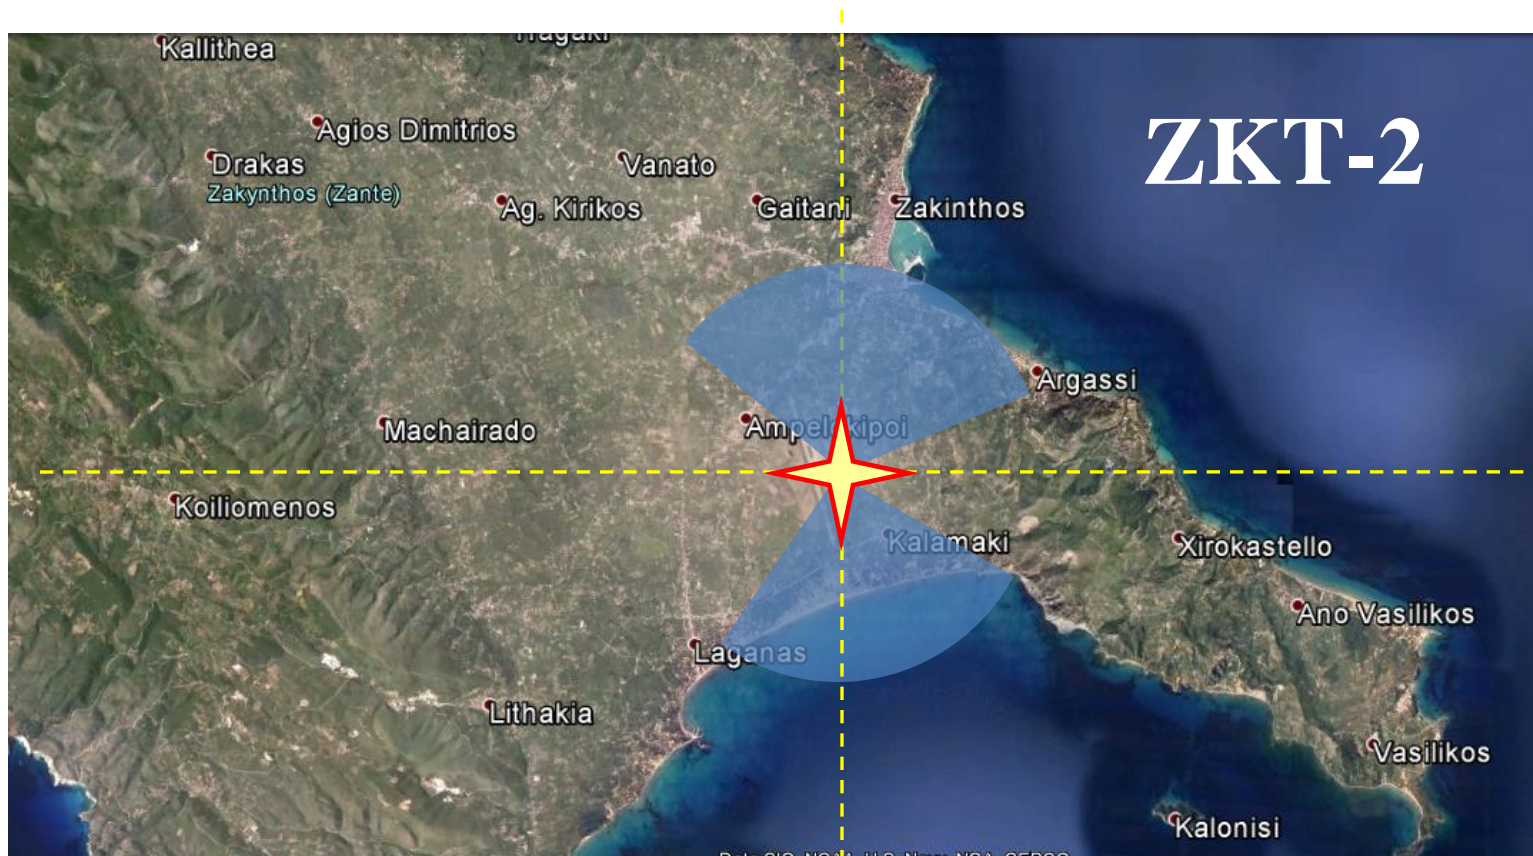 Kallithea
ZKT-2
Agios Dimitrios
Drakas
Vanato
Zakynthos (Zante)
Ag. Kirikos
Gaitani
Zakinthos
Argassi
Machairado
Ampelokipoi
Koiliomenos
Kalamaki
Xirokastello
Ano Vasilikos
Laganas
Lithakia
Vasilikos
Kalonisi